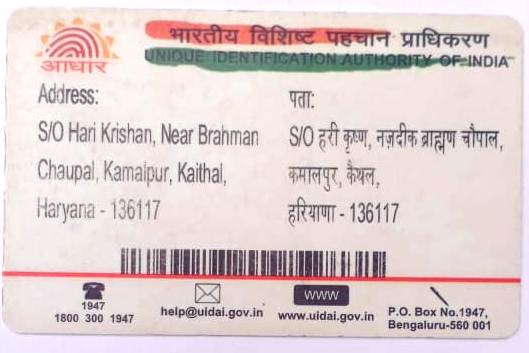 भारतीय विशिष्ट पहचान प्राधिकरण
UNIQUE IDENTIFICATION AUTHORITY OF INDIA
आधार
Address:
S/O Hari Krishan, Near Brahman
Chaupal, Kamalpur, Kaithal,
Haryana - 136117
पता:
S/O हरी कृष्ण, नज़दीक ब्राह्मण चौपाल,
कमालपुर, कैथल,
हरियाणा - 136117
1947
1800 300 1947
help@uidai.gov.in
WWW
www.uidai.gov.in
P.O. Box No.1947,
Bengaluru-560 001